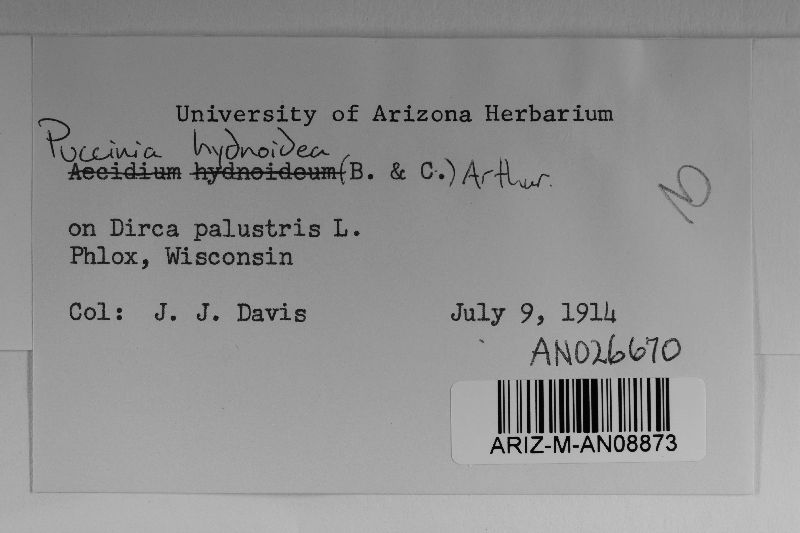 University of Arizona Herbarium
Puccinia hydnoidea
Aecidium hydnoideum (B. & C.) Arthur.
on Dirca palustris L.
Phlox, Wisconsin
Col: J. J. Davis July 9, 1914
AN026670
ARIZ-M-AN08873